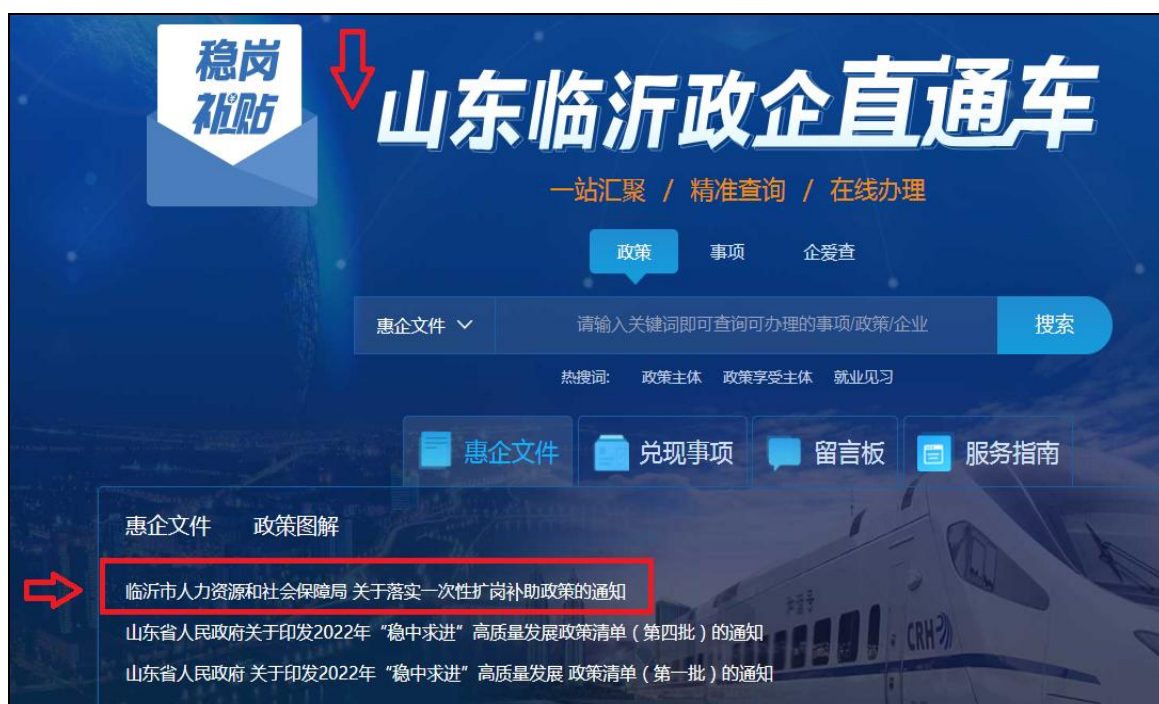 稳岗
补贴
山东临沂政企直通车
一站汇聚 / 精准查询 / 在线办理
政策 事项 企爱查
惠企文件 请输入关键词即可查询可办理的事项/政策/企业 搜索
热搜词: 政策主体 政策享受主体 就业见习
惠企文件 兑现事项 留言板 服务指南
惠企文件 政策图解
临沂市人力资源和社会保障局 关于落实一次性扩岗补助政策的通知
山东省人民政府关于印发2022年“稳中求进”高质量发展政策清单（第四批）的通知
山东省人民政府 关于印发2022年“稳中求进”高质量发展 政策清单（第一批）的通知
和谐号
CRH